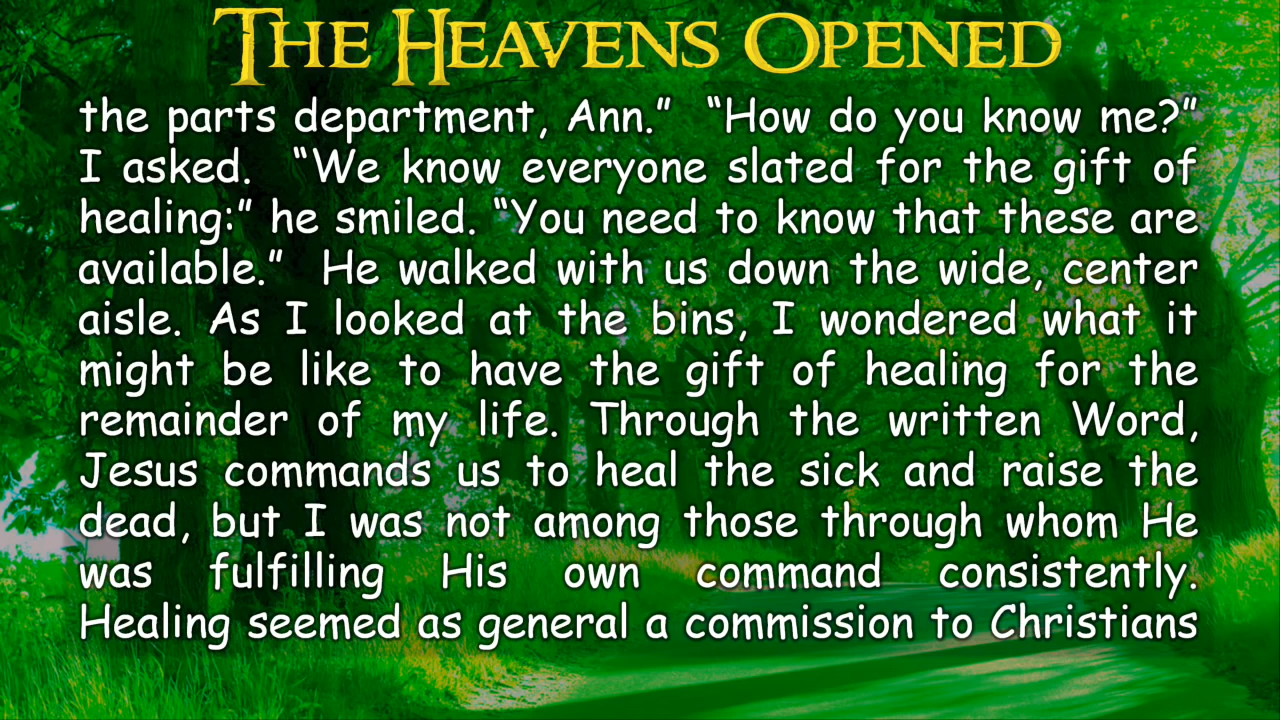 THE HEAVENS OPENED
the parts department, Ann.” “How do you know me?”
I asked. “We know everyone slated for the gift of
healing:” he smiled. “You need to know that these are
available.” He walked with us down the wide, center
aisle. As I looked at the bins, I wondered what it
might be like to have the gift of healing for the
remainder of my life. Through the written Word,
Jesus commands us to heal the sick and raise the
dead, but I was not among those through whom He
was fulfilling His own command consistently.
Healing seemed as general a commission to Christians